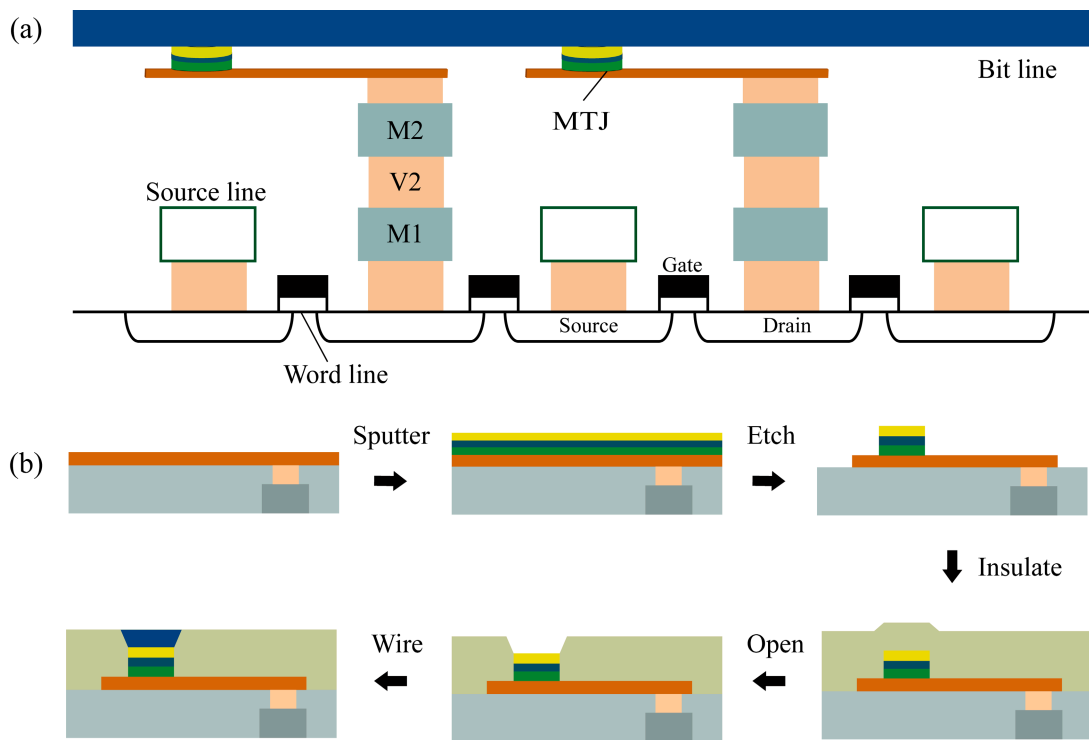 (a)
Bit line
MTJ
M2
V2
Source line
M1
Gate
Source
Drain
Word line
(b)
Sputter
Etch
Insulate
Wire
Open